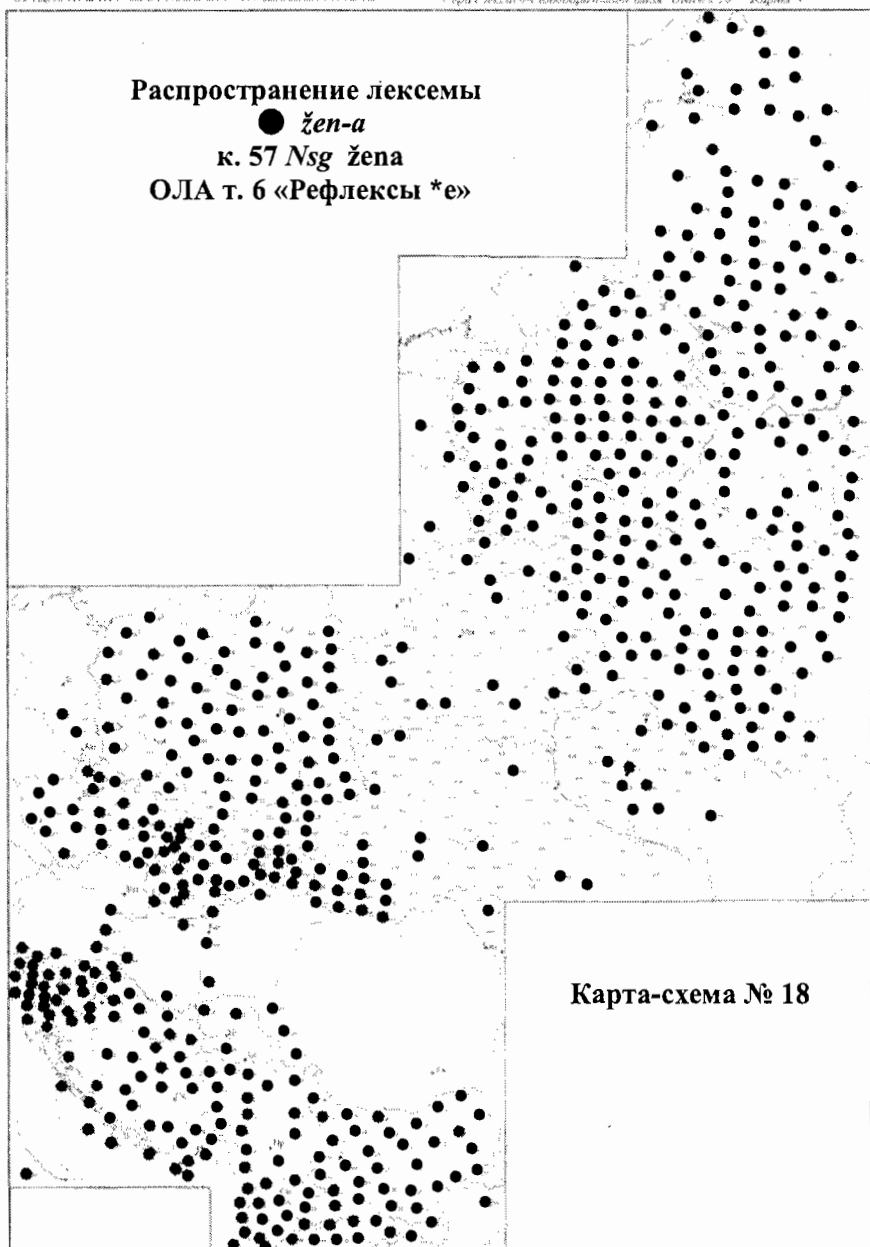 Распространение лексемы
● žen-a
к. 57 Nsg žena
ОЛА т. 6 «Рефлексы *e»
Карта-схема № 18